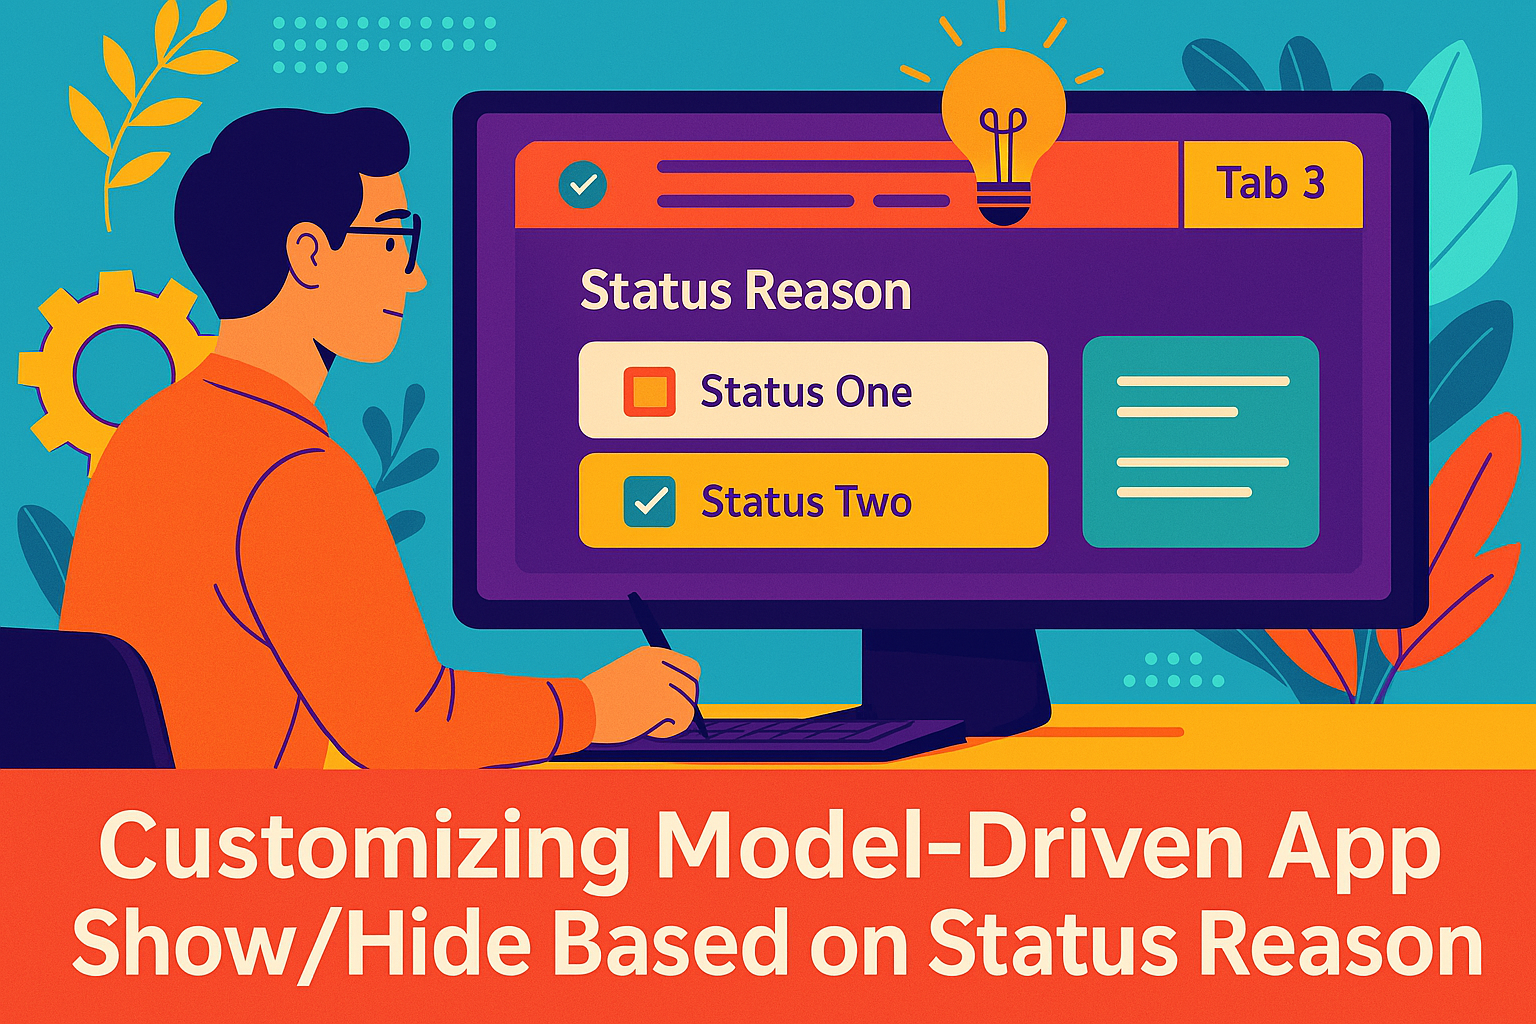 Tab 3
Status Reason
Status One
Status Two
Customizing Model-Driven App
Show/Hide Based on Status Reason